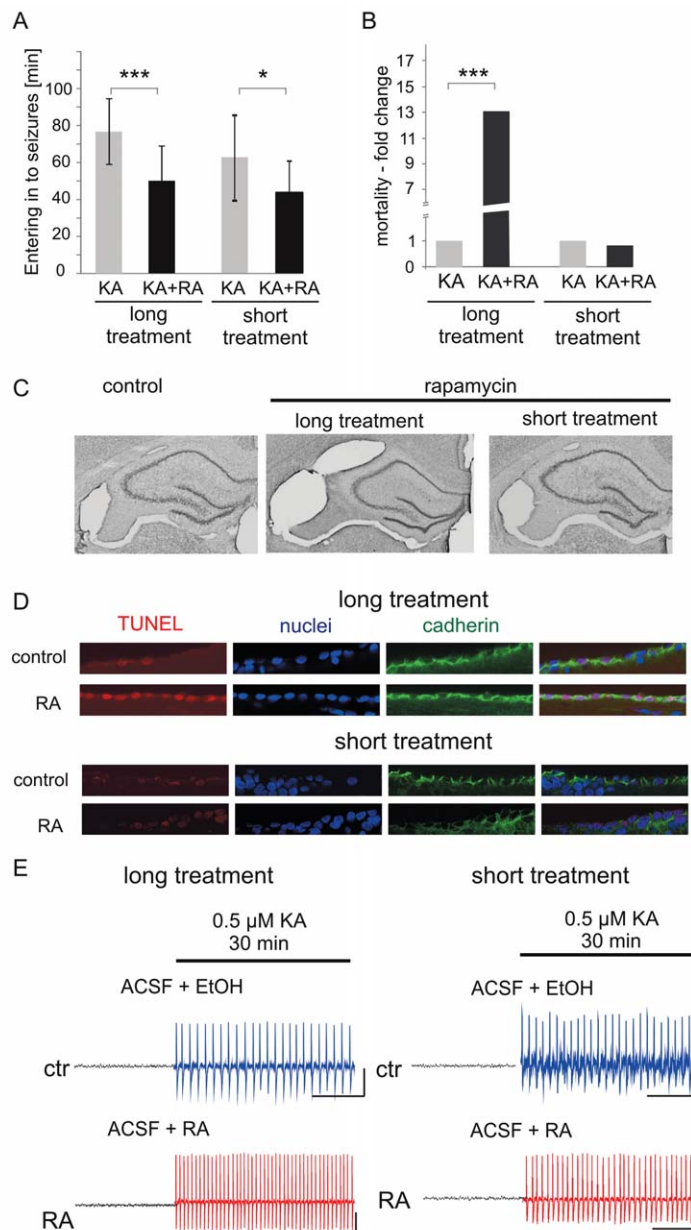 A
Entering in to seizures [min]
100
80
60
40
20
0
***
*
KA KA+RA KA KA+RA
long treatment
short treatment
B
mortality - fold change
17
15
13
11
9
7
1
0
***
KA KA+RA KA KA+RA
long treatment
short treatment
C
control
rapamycin
long treatment
short treatment
D
long treatment
TUNEL nuclei cadherin
control
RA
short treatment
control
RA
E
long treatment
0.5 µM KA
30 min
ACSF + EtOH
ctr
ACSF + RA
RA
short treatment
0.5 µM KA
30 min
ACSF + EtOH
ctr
ACSF + RA
RA